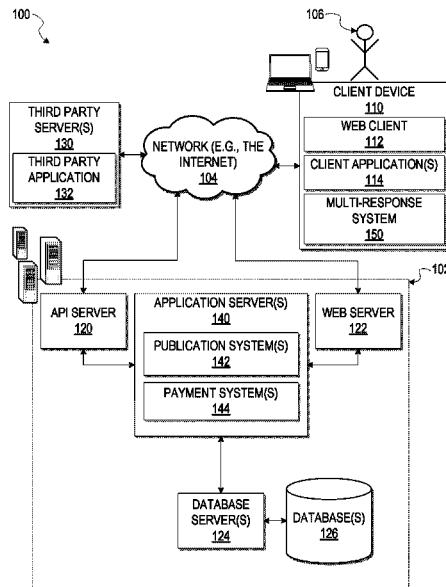 100
106
THIRD PARTY
SERVER(S)
130
THIRD PARTY
APPLICATION
132
NETWORK (E.G., THE
INTERNET)
104
CLIENT DEVICE
110
WEB CLIENT
112
CLIENT APPLICATION(S)
114
MULTI-RESPONSE
SYSTEM
150
102
API SERVER
120
APPLICATION SERVER(S)
140
PUBLICATION SYSTEM(S)
142
PAYMENT SYSTEM(S)
144
WEB SERVER
122
DATABASE
SERVER(S)
124
DATABASE(S)
126